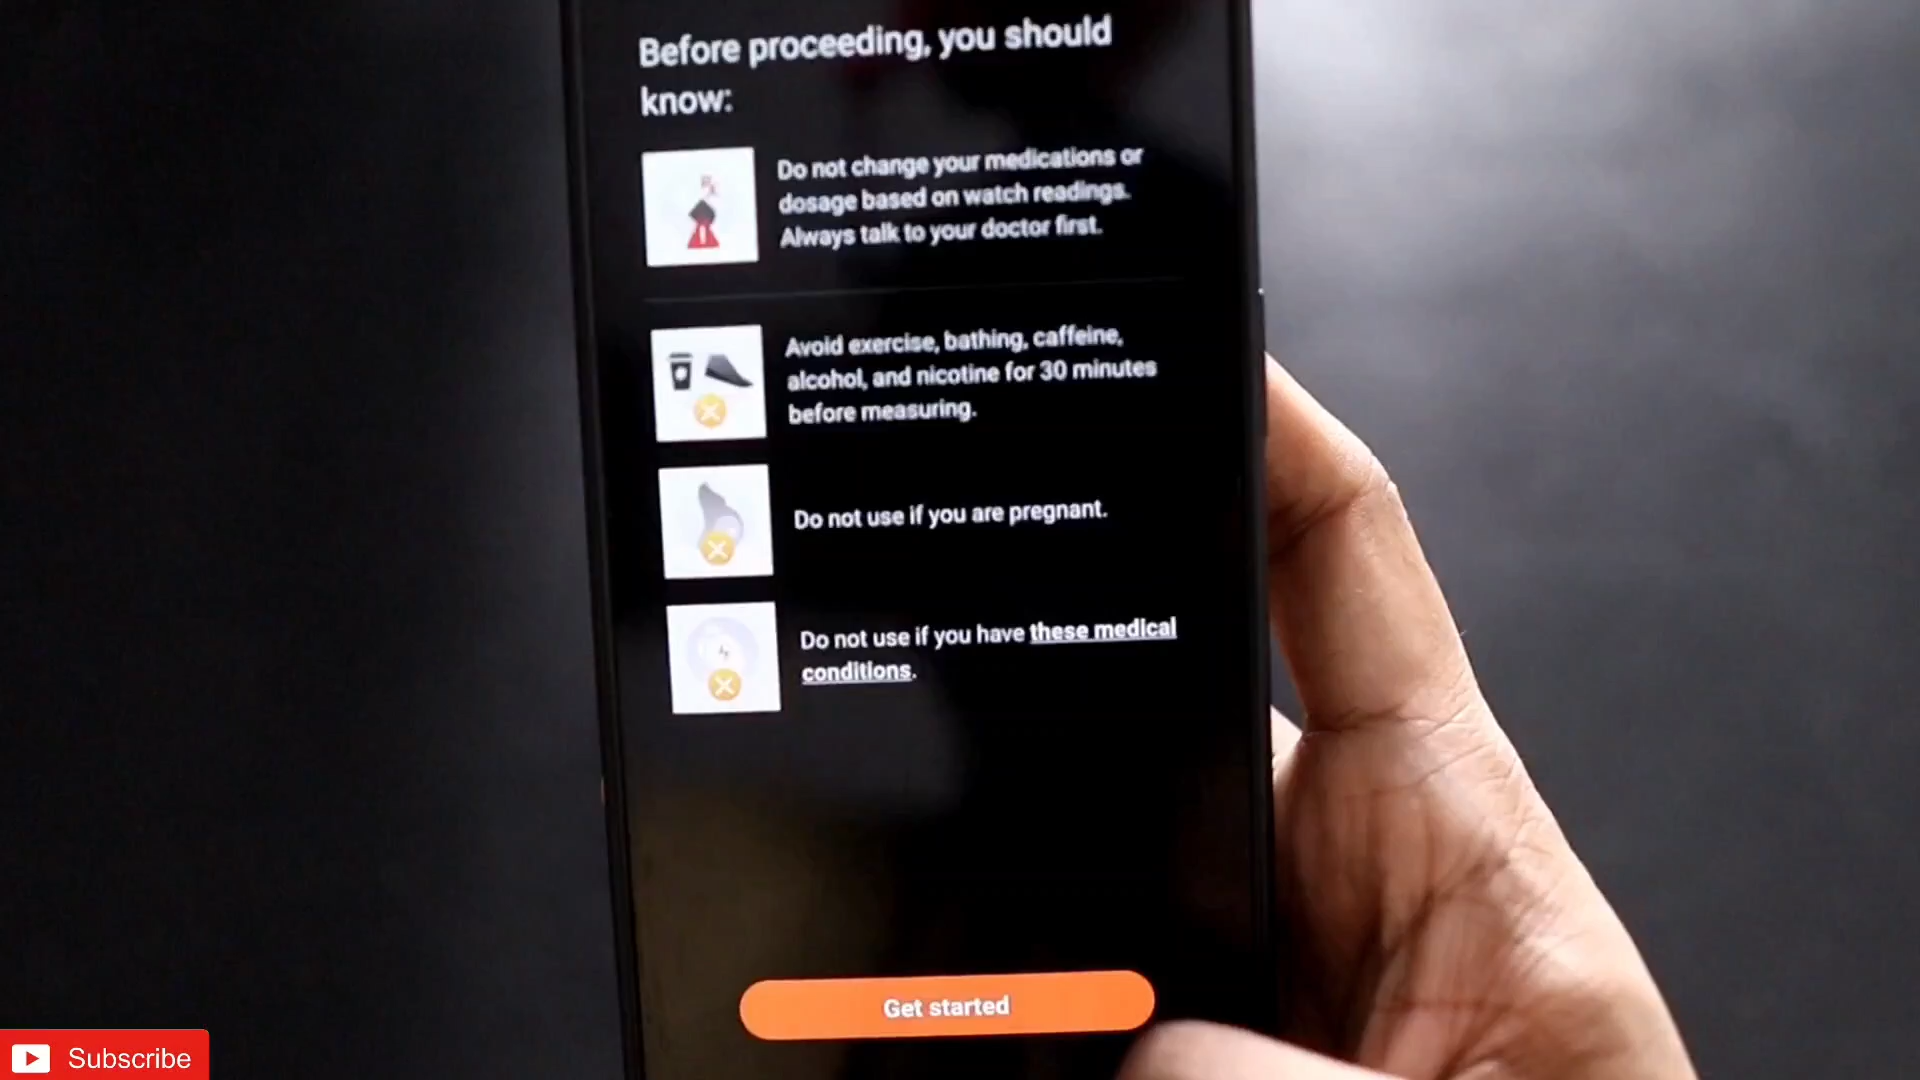 Before proceeding, you should
know:
Do not change your medications or
dosage based on watch readings.
Always talk to your doctor first.
Avoid exercise, bathing, caffeine,
alcohol, and nicotine for 30 minutes
before measuring.
Do not use if you are pregnant.
Do not use if you have these medical
conditions.
Get started
Subscribe